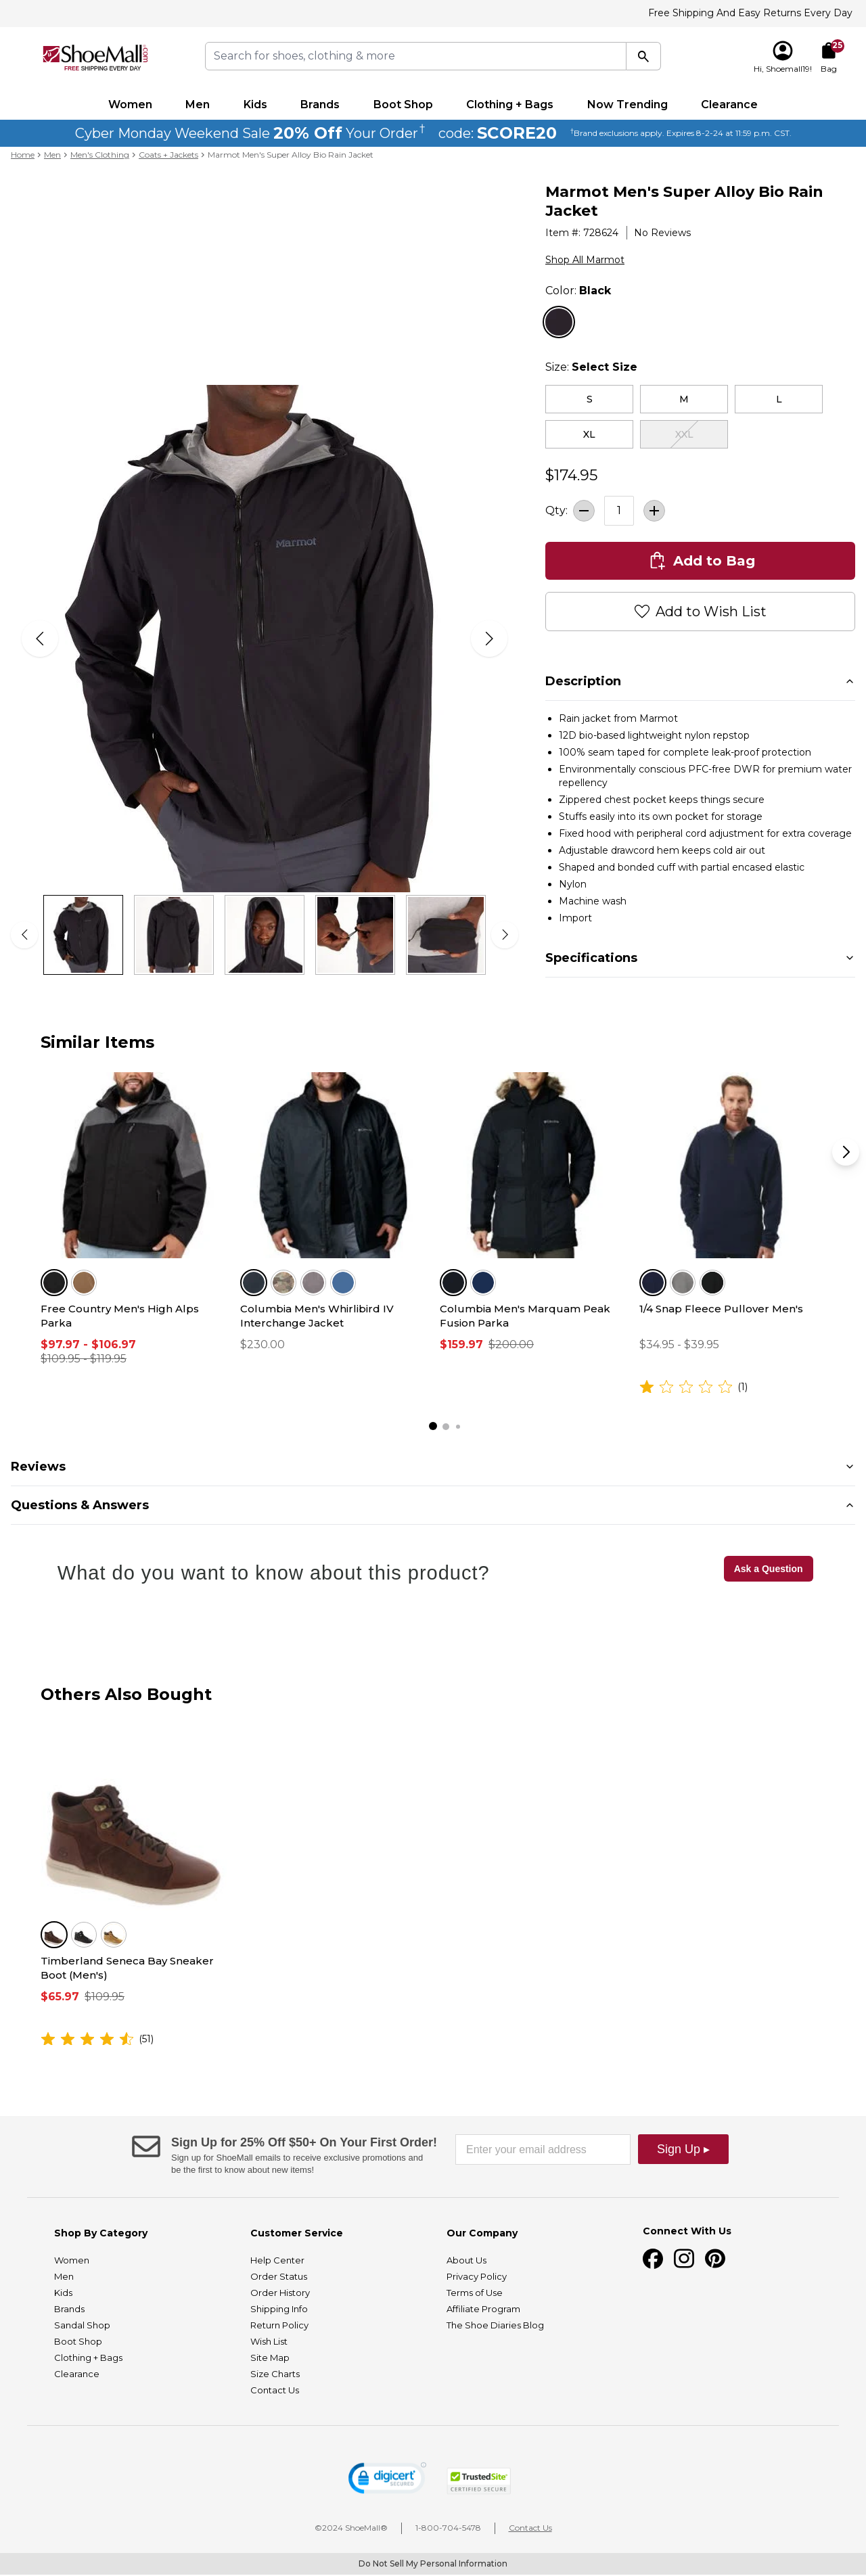 Free Shipping And Easy Returns Every Day
ShoeMall.com
FREE SHIPPING EVERY DAY
Search for shoes, clothing & more
25
Hi, Shoemall19!
Bag
Women Men Kids Brands Boot Shop Clothing + Bags Now Trending Clearance
Cyber Monday Weekend Sale 20% Off Your Order† code: SCORE20 †Brand exclusions apply. Expires 8-2-24 at 11:59 p.m. CST.
Home > Men > Men's Clothing > Coats + Jackets > Marmot Men's Super Alloy Bio Rain Jacket
Marmot
Marmot Men's Super Alloy Bio Rain
Jacket
Item #: 728624 | No Reviews
Shop All Marmot
Color: Black
Size: Select Size
S M L
XL XXL
$174.95
Qty: 1
Add to Bag
Add to Wish List
Description
• Rain jacket from Marmot
• 12D bio-based lightweight nylon repstop
• 100% seam taped for complete leak-proof protection
• Environmentally conscious PFC-free DWR for premium water
repellency
• Zippered chest pocket keeps things secure
• Stuffs easily into its own pocket for storage
• Fixed hood with peripheral cord adjustment for extra coverage
• Adjustable drawcord hem keeps cold air out
• Shaped and bonded cuff with partial encased elastic
• Nylon
• Machine wash
• Import
Specifications
Similar Items
Free Country Men's High Alps
Parka
$97.97 - $106.97
$109.95 - $119.95
Columbia Men's Whirlibird IV
Interchange Jacket
$230.00
Columbia Men's Marquam Peak
Fusion Parka
$159.97 $200.00
1/4 Snap Fleece Pullover Men's
$34.95 - $39.95
(1)
Reviews
Questions & Answers
What do you want to know about this product?
Ask a Question
Others Also Bought
Timberland Seneca Bay Sneaker
Boot (Men's)
$65.97 $109.95
(51)
Sign Up for 25% Off $50+ On Your First Order!
Sign up for ShoeMall emails to receive exclusive promotions and
be the first to know about new items!
Enter your email address
Sign Up ▸
Shop By Category
Women
Men
Kids
Brands
Sandal Shop
Boot Shop
Clothing + Bags
Clearance
Customer Service
Help Center
Order Status
Order History
Shipping Info
Return Policy
Wish List
Site Map
Size Charts
Contact Us
Our Company
About Us
Privacy Policy
Terms of Use
Affiliate Program
The Shoe Diaries Blog
Connect With Us
digicert
SECURED
TrustedSite
CERTIFIED SECURE
©2024 ShoeMall® | 1-800-704-5478 | Contact Us
Do Not Sell My Personal Information